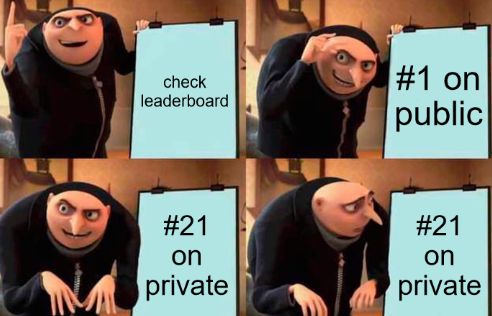 check
leaderboard
#1 on
public
#21
on
private
#21
on
private